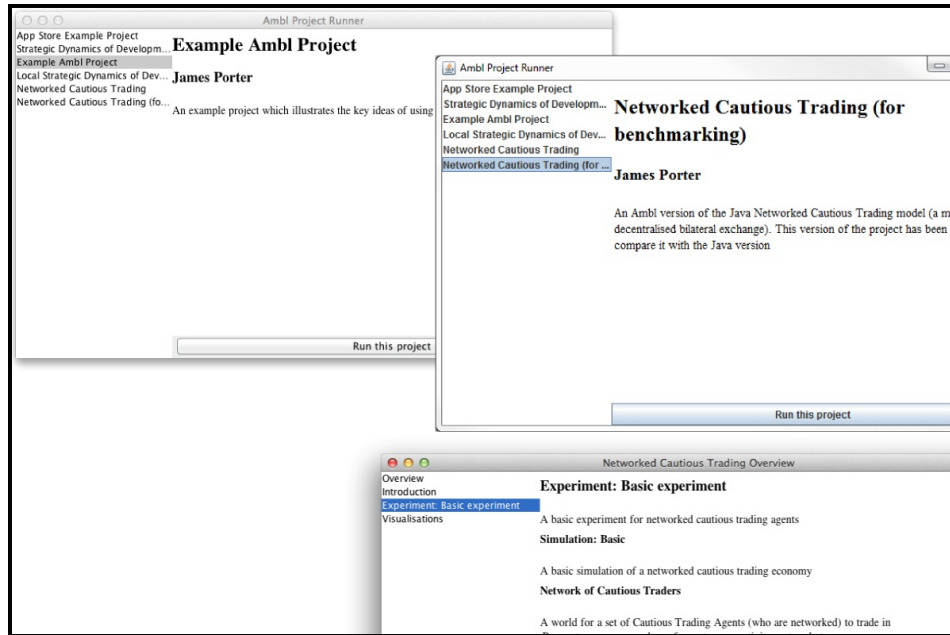 Ambl Project Runner
App Store Example Project
Strategic Dynamics of Developm...
Example Ambl Project
Local Strategic Dynamics of Dev...
Networked Cautious Trading
Networked Cautious Trading (fo...
Example Ambl Project
James Porter
An example project which illustrates the key ideas of using
Run this project
Ambl Project Runner
App Store Example Project
Strategic Dynamics of Developm...
Example Ambl Project
Local Strategic Dynamics of Dev...
Networked Cautious Trading
Networked Cautious Trading (for ...
Networked Cautious Trading (for
benchmarking)
James Porter
An Ambl version of the Java Networked Cautious Trading model (a m
decentralised bilateral exchange). This version of the project has been
compare it with the Java version
Run this project
Networked Cautious Trading Overview
Overview
Introduction
Experiment: Basic experiment
Visualisations
Experiment: Basic experiment
A basic experiment for networked cautious trading agents
Simulation: Basic
A basic simulation of a networked cautious trading economy
Network of Cautious Traders
A world for a set of Cautious Trading Agents (who are networked) to trade in